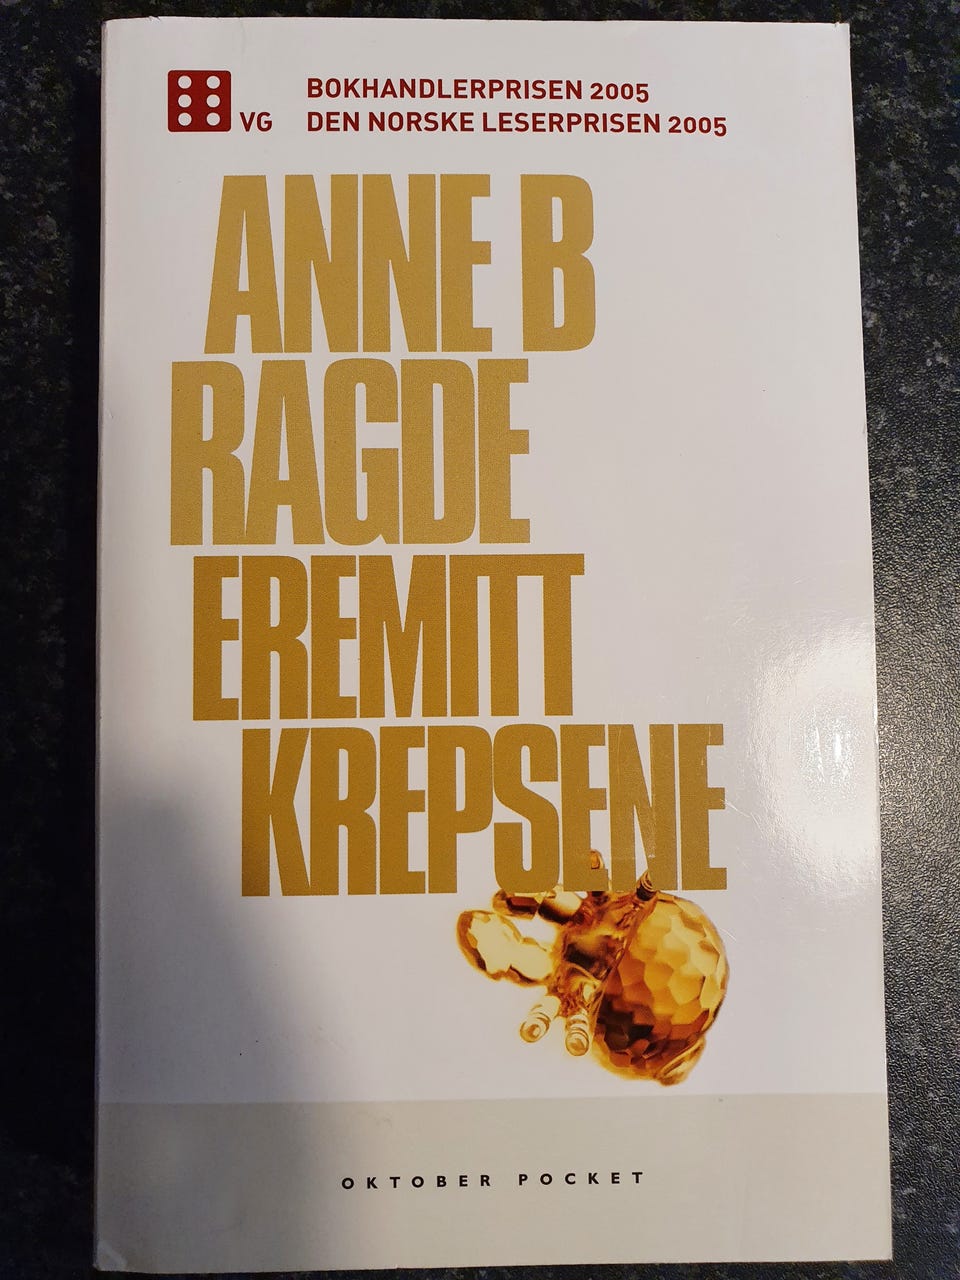 VG
BOKHANDLERPRISEN 2005
DEN NORSKE LESERPRISEN 2005
ANNE B
RAGDE
EREMITT
KREPSENE
OKTOBER POCKET